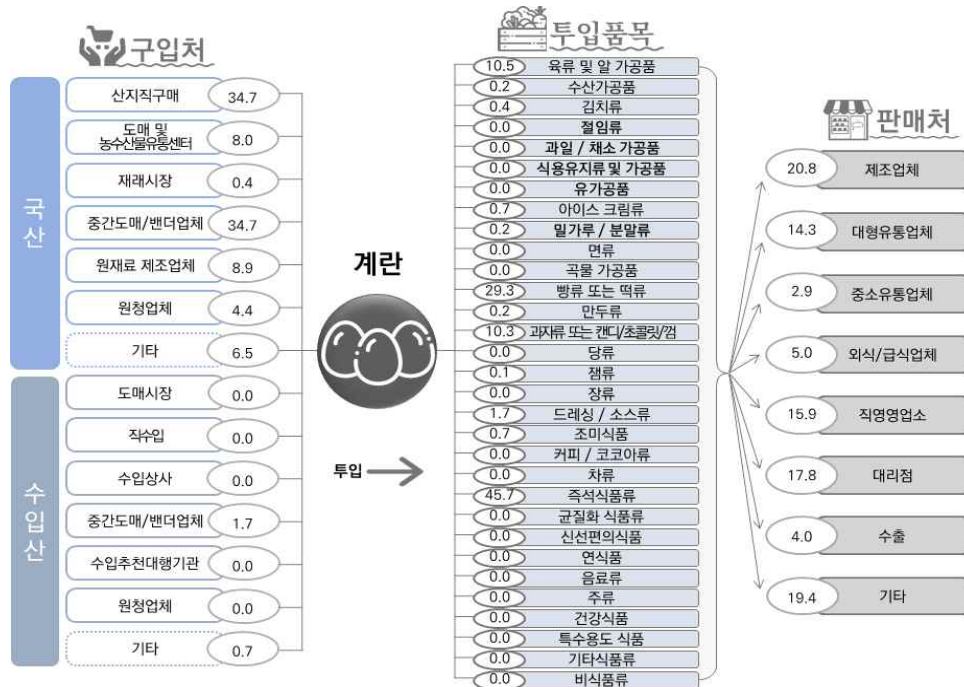 구입처
국산
산지직구매 34.7
도매 및
농수산물유통센터 8.0
재래시장 0.4
중간도매/밴더업체 34.7
원재료 제조업체 8.9
원청업체 4.4
기타 6.5
수입산
도매시장 0.0
직수입 0.0
수입상사 0.0
중간도매/밴더업체 1.7
수입추천대행기관 0.0
원청업체 0.0
기타 0.7
계란
투입
투입품목
10.5 육류 및 알 가공품
0.2 수산가공품
0.4 김치류
0.0 절임류
0.0 과일 / 채소 가공품
0.0 식용유지류 및 가공품
0.0 유가공품
0.7 아이스 크림류
0.2 밀가루 / 분말류
0.0 면류
0.0 곡물 가공품
29.3 빵류 또는 떡류
0.2 만두류
10.3 과자류 또는 캔디/초콜릿/껌
0.0 당류
0.1 잼류
0.0 장류
1.7 드레싱 / 소스류
0.7 조미식품
0.0 커피 / 코코아류
0.0 차류
45.7 즉석식품류
0.0 균질화 식품류
0.0 신선편의식품
0.0 연식품
0.0 음료류
0.0 주류
0.0 건강식품
0.0 특수용도 식품
0.0 기타식품류
0.0 비식품류
판매처
20.8 제조업체
14.3 대형유통업체
2.9 중소유통업체
5.0 외식/급식업체
15.9 직영영업소
17.8 대리점
4.0 수출
19.4 기타